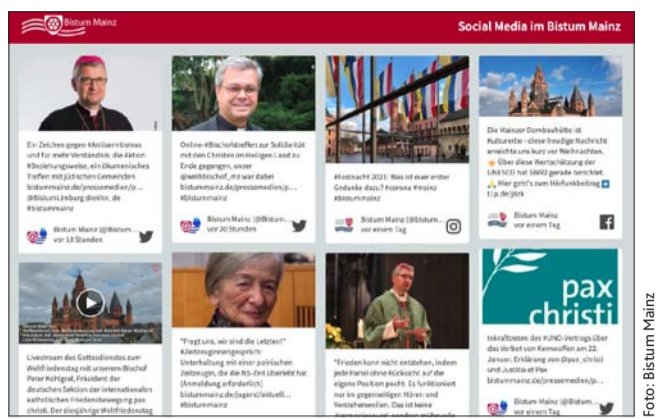 Bistum Mainz
Social Media im Bistum Mainz
Ein Zeichen gegen #Antisemitismus
und für mehr Verständnis: die Aktion
#Beziehungsweise, ein ökumenisches
Treffen mit jüdischen Gemeinden
bistummainz.de/pressemedien/p...
@BistumLimburg @ekhn_de
#bistummainz
Bistum Mainz (@Bistum...
vor 18 Stunden
Online-#Bischofstreffen zur Solidarität
mit den Christen im Heiligen Land zu
Ende gegangen, unser
@weihbischof_mz war dabei
bistummainz.de/pressemedien/p...
#bistummainz
Bistum Mainz (@Bistum...
vor 20 Stunden
#Fastnacht 2021: Was ist euer erster
Gedanke dazu? #corona #mainz
#bistummainz
Bistum Mainz (@bistum...
vor einem Tag
Die Mainzer Dombauhütte ist
Kulturerbe – diese freudige Nachricht
erreichte uns kurz vor Weihnachten.
Über diese Wertschätzung der
UNESCO hat SWR2 gerade berichtet.
Hier geht's zum Hörfunkbeitrag
Bistum Mainz
vor einem Tag
Livestream des Gottesdienstes zum
Weltfriedenstag mit unserem Bischof
Peter Kohlgraf, Präsident der
deutschen Sektion der internationalen
katholischen Friedensbewegung pax
christi. Der diesjährige Weltfriedenstag
"Fragt uns, wir sind die Letzten!"
#Zeitzeuginnengespräch:
Unterhaltung mit einer polnischen
Zeitzeugin, die die NS-Zeit überlebt hat
(Anmeldung erforderlich)
bistummainz.de/jugend/aktuell...
#bistummainz
"Frieden kann nicht entstehen, indem
jede Partei ohne Rücksicht auf die
eigene Position pocht. Es funktioniert
nur im gegenseitigen Hören und
Verstehenwollen. Das ist keine
pax
christi
Inkrafttreten des #UNO-Vertrags über
das Verbot von Kernwaffen am 22.
Januar: Erklärung von @pax_christi
und Justitia et Pax
bistummainz.de/pressemedien/p...
#bistummainz
Foto: Bistum Mainz